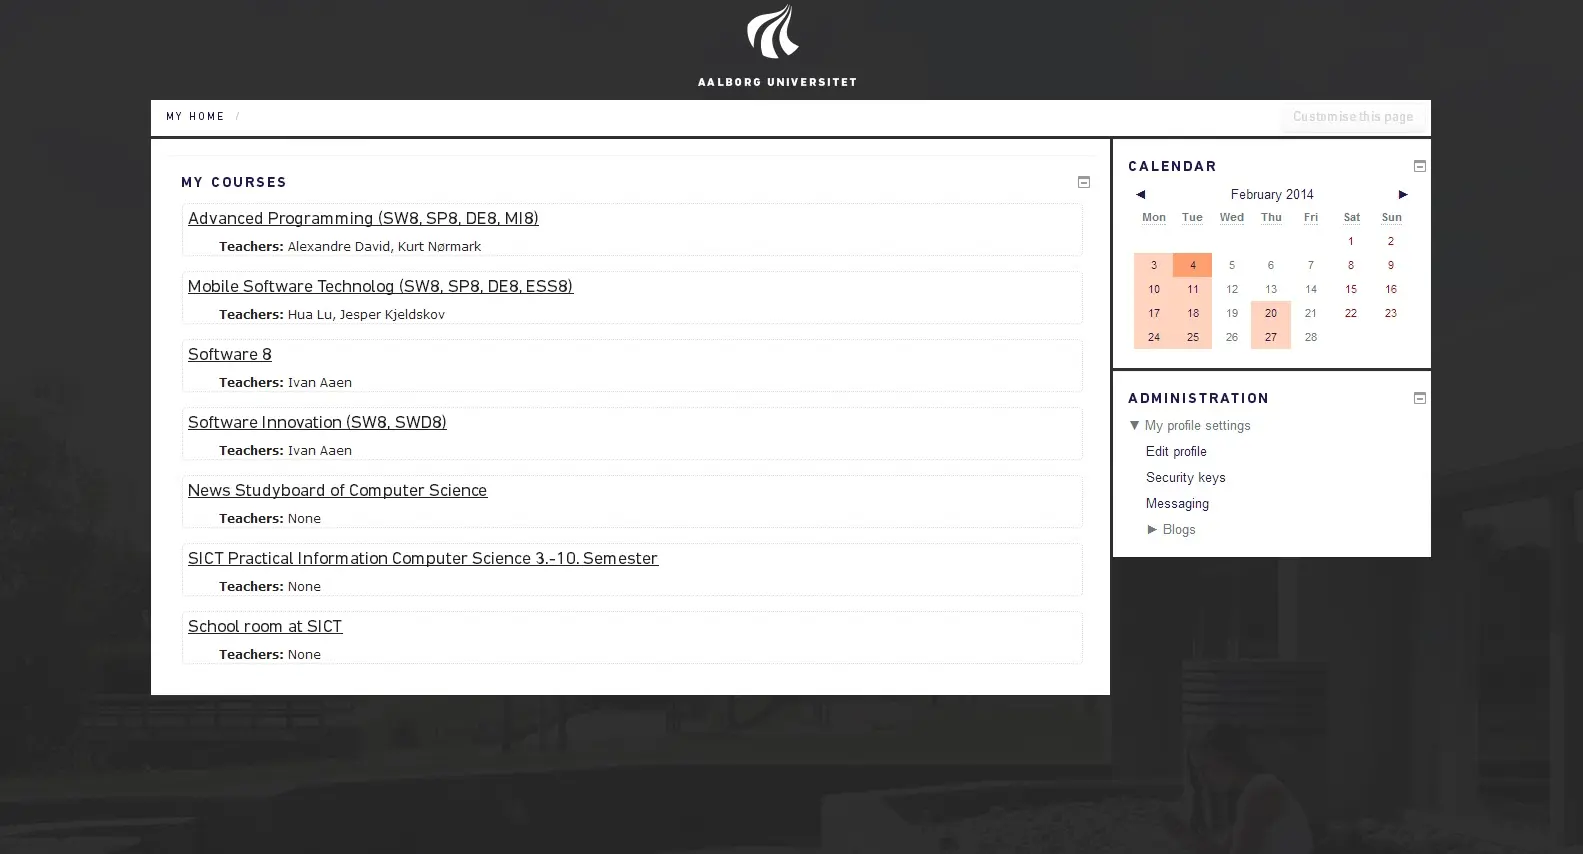 AALBORG UNIVERSITET
MY HOME /
Customise this page
MY COURSES
Advanced Programming (SW8, SP8, DE8, MI8)
Teachers: Alexandre David, Kurt Nørmark
Mobile Software Technolog (SW8, SP8, DE8, ESS8)
Teachers: Hua Lu, Jesper Kjeldskov
Software 8
Teachers: Ivan Aaen
Software Innovation (SW8, SWD8)
Teachers: Ivan Aaen
News Studyboard of Computer Science
Teachers: None
SICT Practical Information Computer Science 3.-10. Semester
Teachers: None
School room at SICT
Teachers: None
CALENDAR
◄ February 2014 ►
Mon Tue Wed Thu Fri Sat Sun
1 2
3 4 5 6 7 8 9
10 11 12 13 14 15 16
17 18 19 20 21 22 23
24 25 26 27 28
ADMINISTRATION
▼ My profile settings
Edit profile
Security keys
Messaging
► Blogs